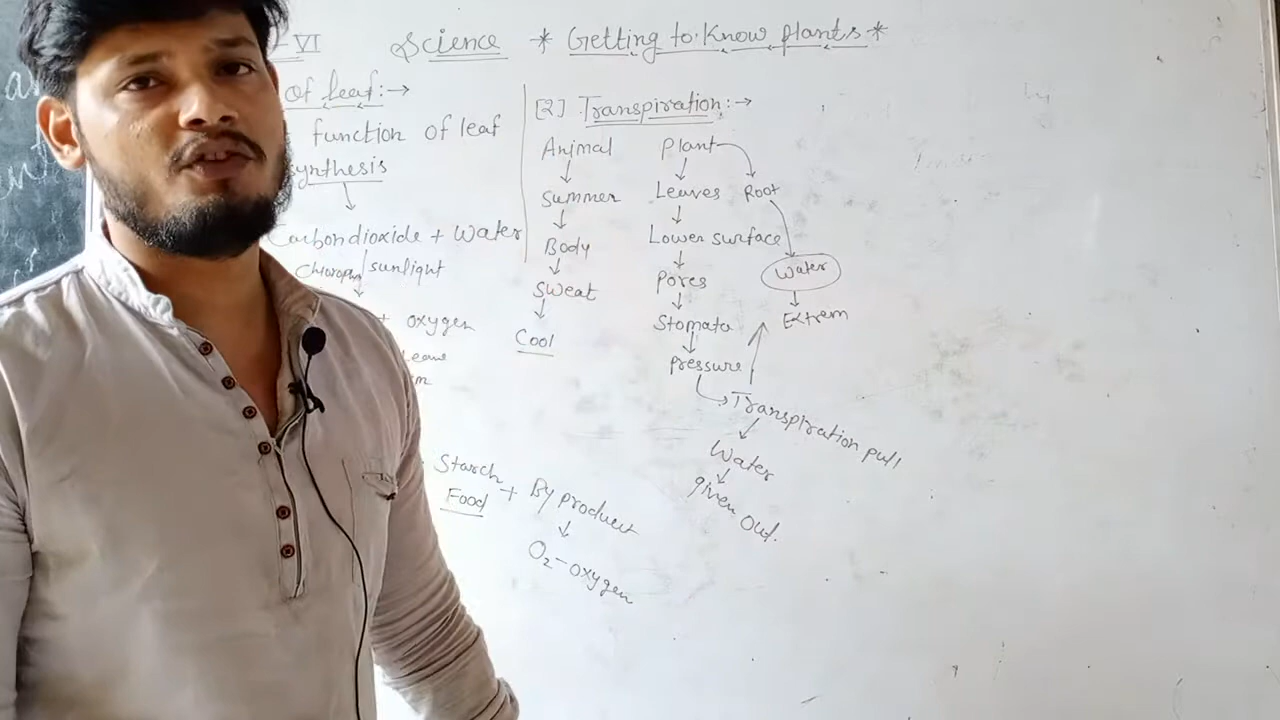 -VI Science * Getting to Know plants *
of leaf :→
function of leaf
synthesis
Carbondioxide + Water
sunlight
+ oxygen
Starch +
Food
By product
O2 - oxygen
[2] Transpiration :→
Animal
Summer
Body
Sweat
Cool
Plant
Leaves Root
Lower surface
Water
Pores
Stomata
Extrem
Pressure
Transpiration pull
Water
given out.